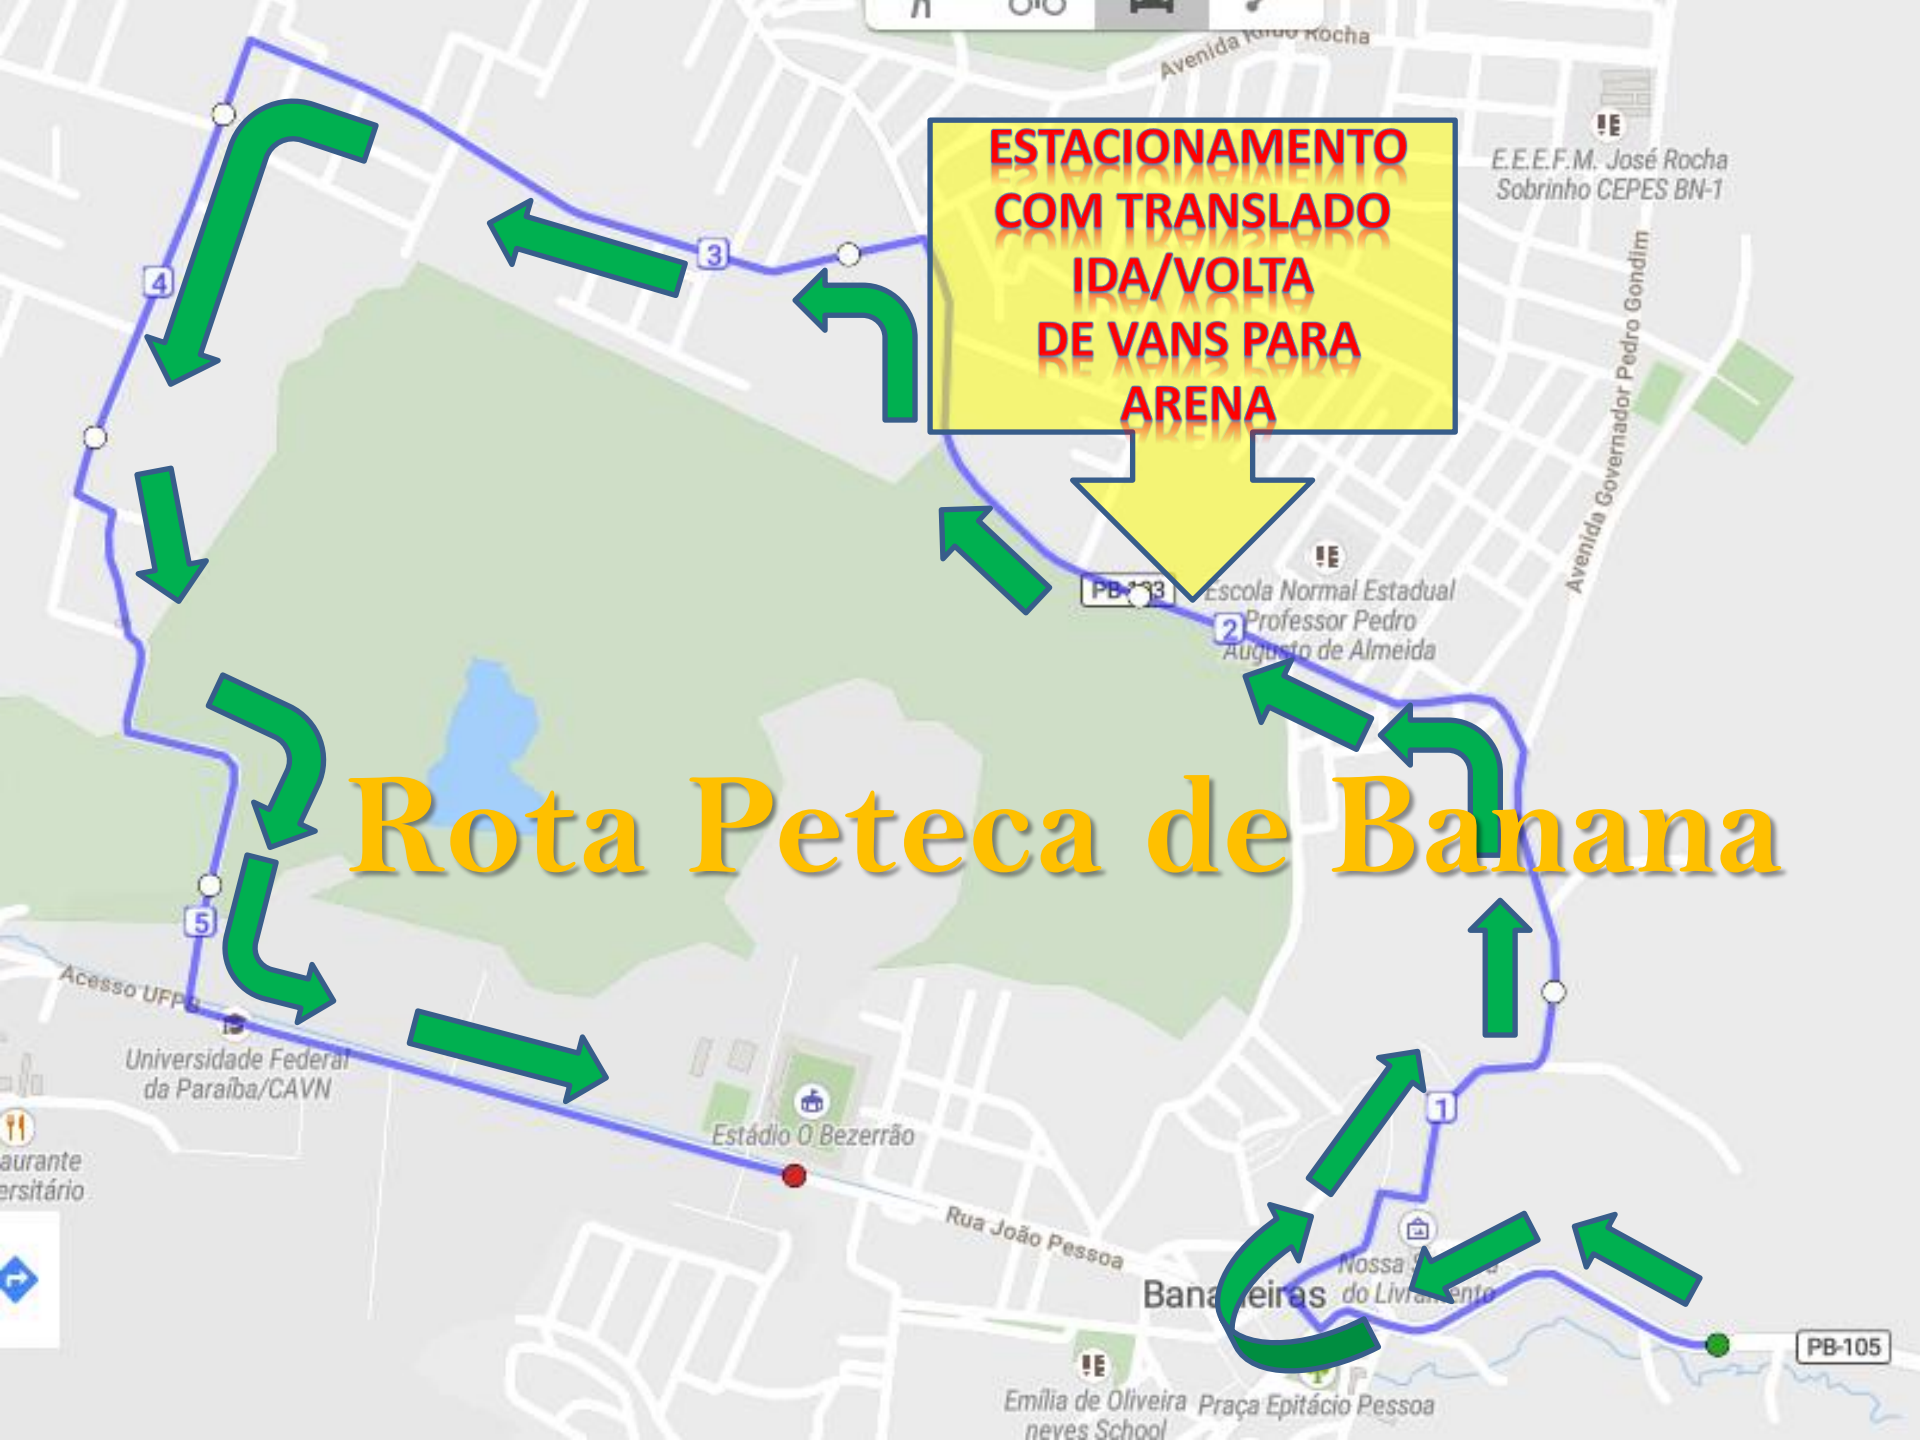 Avenida Rocha
E.E.E.F.M. José Rocha
Sobrinho CEPES BN-1
ESTACIONAMENTO
COM TRANSLADO
IDA/VOLTA
DE VANS PARA
ARENA
Avenida Governador Pedro Gondim
3
4
PB-
Escola Normal Estadual
2
Professor Pedro
Augusto de Almeida
Rota Peteca de Banana
5
Acesso UFPB
Universidade Federal
da Paraíba/CAVN
1
Estádio O Bezerrão
aurante
ersitário
Rua João Pessoa
Nossa
do Livramento
Bananeiras
PB-105
Emília de Oliveira
neves School
Praça Epitácio Pessoa